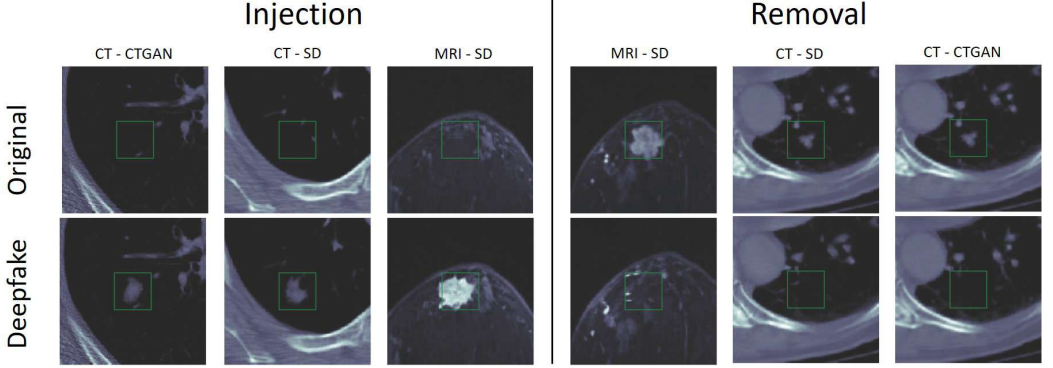 Injection
Removal
CT - CTGAN
CT - SD
MRI - SD
MRI - SD
CT - SD
CT - CTGAN
Original
Deepfake